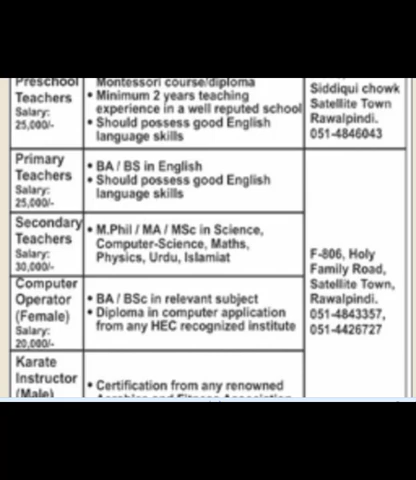 Preschool
Teachers
Salary:
25,000/-
Montessori course/diploma
• Minimum 2 years teaching
experience in a well reputed school
• Should possess good English
language skills
Siddiqui chowk
Satellite Town
Rawalpindi.
051-4846043
Primary
Teachers
Salary:
25,000/-
• BA / BS in English
• Should possess good English
language skills
Secondary
Teachers
Salary:
30,000/-
• M.Phil / MA / MSc in Science,
Computer-Science, Maths,
Physics, Urdu, Islamiat
F-806, Holy
Family Road,
Satellite Town,
Rawalpindi.
051-4843357,
051-4426727
Computer
Operator
(Female)
Salary:
20,000/-
• BA / BSc in relevant subject
• Diploma in computer application
from any HEC recognized institute
Karate
Instructor
(Male)
• Certification from any renowned
Aerobics and Fitness Association